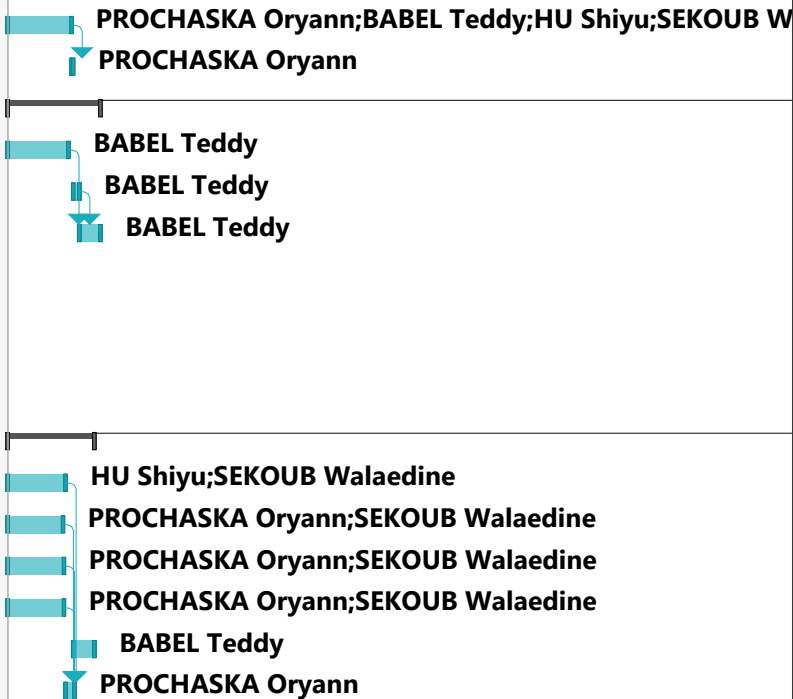 PROCHASKA Oryann;BABEL Teddy;HU Shiyu;SEKOUB W
PROCHASKA Oryann
BABEL Teddy
BABEL Teddy
BABEL Teddy
HU Shiyu;SEKOUB Walaedine
PROCHASKA Oryann;SEKOUB Walaedine
PROCHASKA Oryann;SEKOUB Walaedine
PROCHASKA Oryann;SEKOUB Walaedine
BABEL Teddy
PROCHASKA Oryann